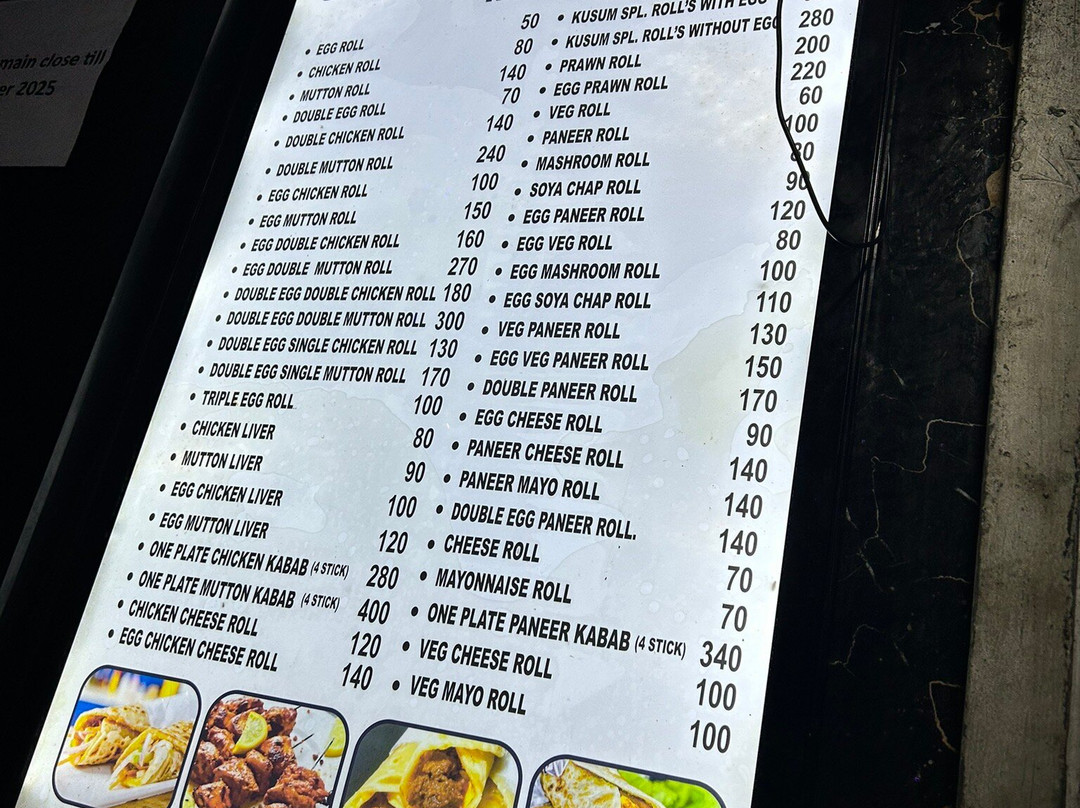 main close till
er 2025
• EGG ROLL 50
• CHICKEN ROLL 80
• MUTTON ROLL 140
• DOUBLE EGG ROLL 70
• DOUBLE CHICKEN ROLL 140
• DOUBLE MUTTON ROLL 240
• EGG CHICKEN ROLL 100
• EGG MUTTON ROLL 150
• EGG DOUBLE CHICKEN ROLL 160
• EGG DOUBLE MUTTON ROLL 270
• DOUBLE EGG DOUBLE CHICKEN ROLL 180
• DOUBLE EGG DOUBLE MUTTON ROLL 300
• DOUBLE EGG SINGLE CHICKEN ROLL 130
• DOUBLE EGG SINGLE MUTTON ROLL 170
• TRIPLE EGG ROLL 100
• CHICKEN LIVER 80
• MUTTON LIVER 90
• EGG CHICKEN LIVER 100
• EGG MUTTON LIVER 120
• ONE PLATE CHICKEN KABAB (4 STICK) 280
• ONE PLATE MUTTON KABAB (4 STICK) 400
• CHICKEN CHEESE ROLL 120
• EGG CHICKEN CHEESE ROLL 140
• KUSUM SPL. ROLL'S WITH EGG
• KUSUM SPL. ROLL'S WITHOUT EGG 280
• PRAWN ROLL 200
• EGG PRAWN ROLL 220
• VEG ROLL 60
• PANEER ROLL 100
• MASHROOM ROLL 80
• SOYA CHAP ROLL 90
• EGG PANEER ROLL 120
• EGG VEG ROLL 80
• EGG MASHROOM ROLL 100
• EGG SOYA CHAP ROLL 110
• VEG PANEER ROLL 130
• EGG VEG PANEER ROLL 150
• DOUBLE PANEER ROLL 170
• EGG CHEESE ROLL 90
• PANEER CHEESE ROLL 140
• PANEER MAYO ROLL 140
• DOUBLE EGG PANEER ROLL. 140
• CHEESE ROLL 70
• MAYONNAISE ROLL 70
• ONE PLATE PANEER KABAB (4 STICK) 340
• VEG CHEESE ROLL 100
• VEG MAYO ROLL 100